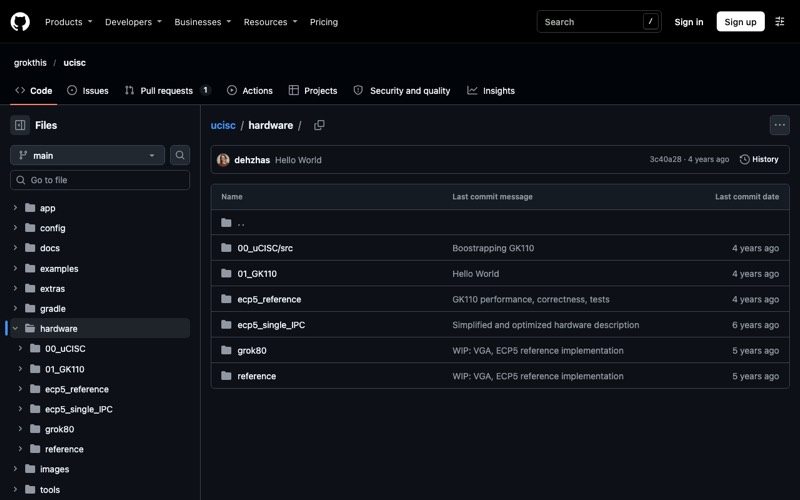 Products Developers Businesses Resources Pricing Search / Sign in Sign up
grokthis / ucisc
Code Issues Pull requests 1 Actions Projects Security and quality Insights
Files
main
Go to file
app
config
docs
examples
extras
gradle
hardware
00_uCISC
01_GK110
ecp5_reference
ecp5_single_IPC
grok80
reference
images
tools
ucisc / hardware /
dehzhas Hello World 3c40a28 · 4 years ago History
Name Last commit message Last commit date
..
00_uCISC/src Boostrapping GK110 4 years ago
01_GK110 Hello World 4 years ago
ecp5_reference GK110 performance, correctness, tests 4 years ago
ecp5_single_IPC Simplified and optimized hardware description 6 years ago
grok80 WIP: VGA, ECP5 reference implementation 5 years ago
reference WIP: VGA, ECP5 reference implementation 5 years ago